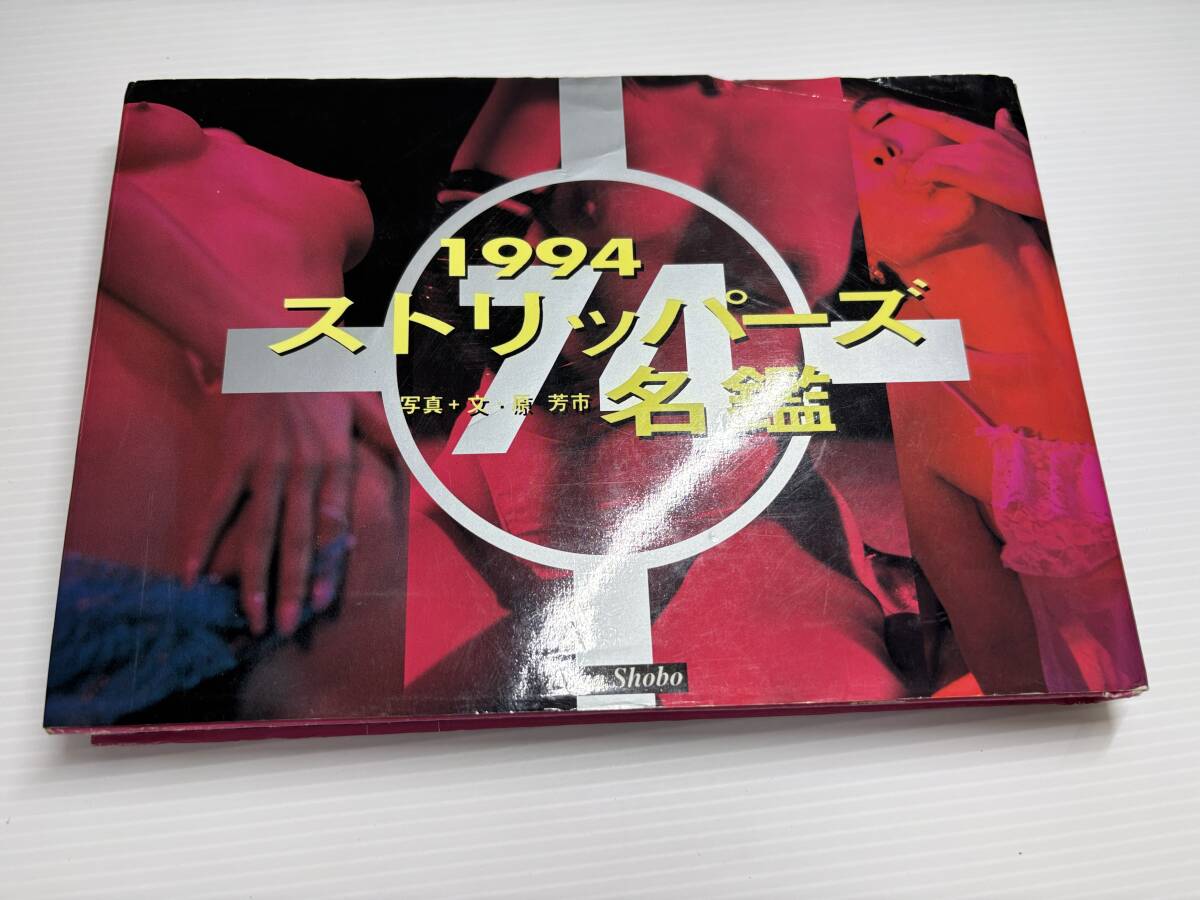 1994
74
ストリッパーズ
名鑑
写真+文・原 芳市
Shobo